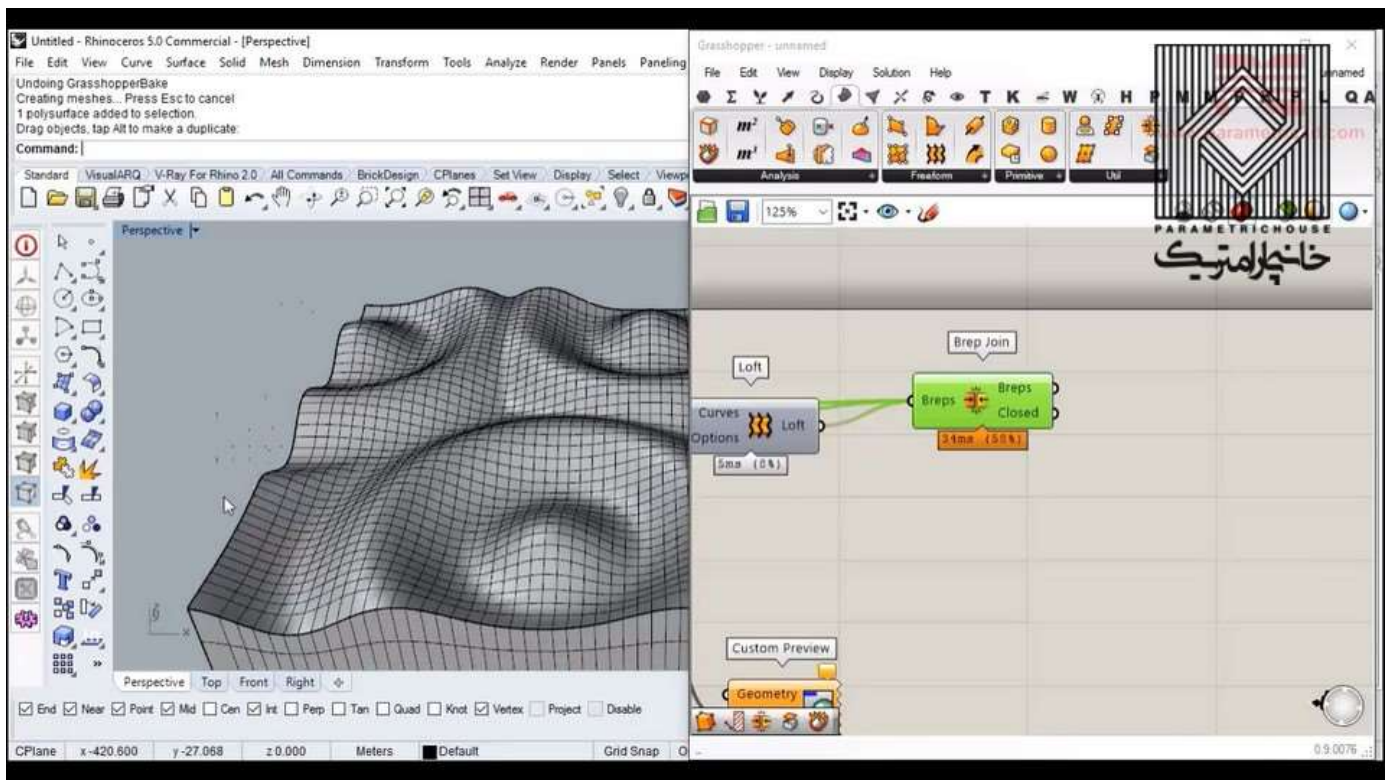 Untitled - Rhinoceros 5.0 Commercial - [Perspective]
File Edit View Curve Surface Solid Mesh Dimension Transform Tools Analyze Render Panels Paneling
Undoing GrasshopperBake
Creating meshes... Press Esc to cancel
1 polysurface added to selection.
Drag objects, tap Alt to make a duplicate:
Command:
Standard VisualARQ V-Ray For Rhino 2.0 All Commands BrickDesign CPlanes Set View Display Select Viewpo
Perspective
Perspective Top Front Right
End Near Point Mid Cen Int Perp Tan Quad Knot Vertex Project Disable
CPlane x -420.600 y -27.068 z 0.000 Meters Default Grid Snap O
Grasshopper - unnamed
File Edit View Display Solution Help
T K W H P M M K P L Q A
m²
m³
Analysis Freeform Primitive Util
125%
PARAMETRICHOUSE
خانه‌پارامتریک
Brep Join
Loft
Breps Breps
Closed
34ms (50%)
Curves
Options
Loft
5ms (8%)
Custom Preview
Geometry
0.9.0076